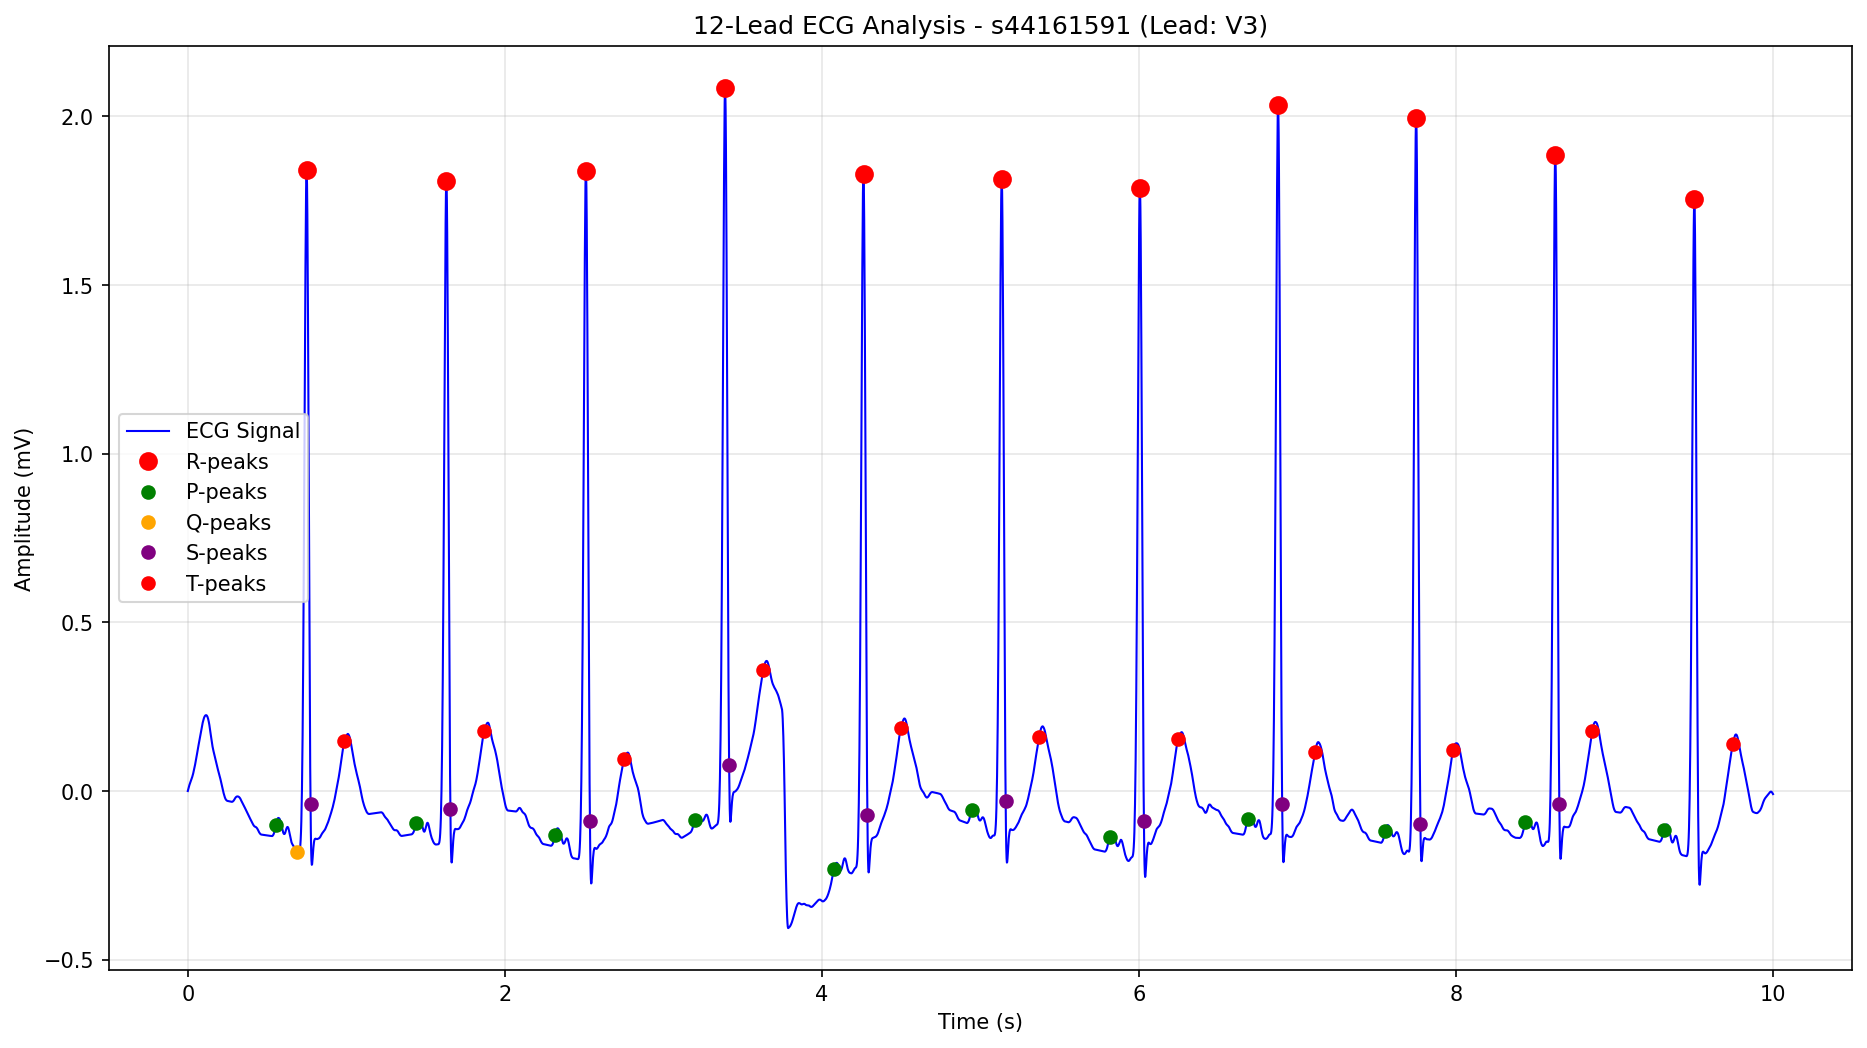 12-Lead ECG Analysis - s44161591 (Lead: V3)
2.0
1.5
1.0
0.5
0.0
−0.5
Amplitude (mV)
ECG Signal
R-peaks
P-peaks
Q-peaks
S-peaks
T-peaks
0 2 4 6 8 10
Time (s)